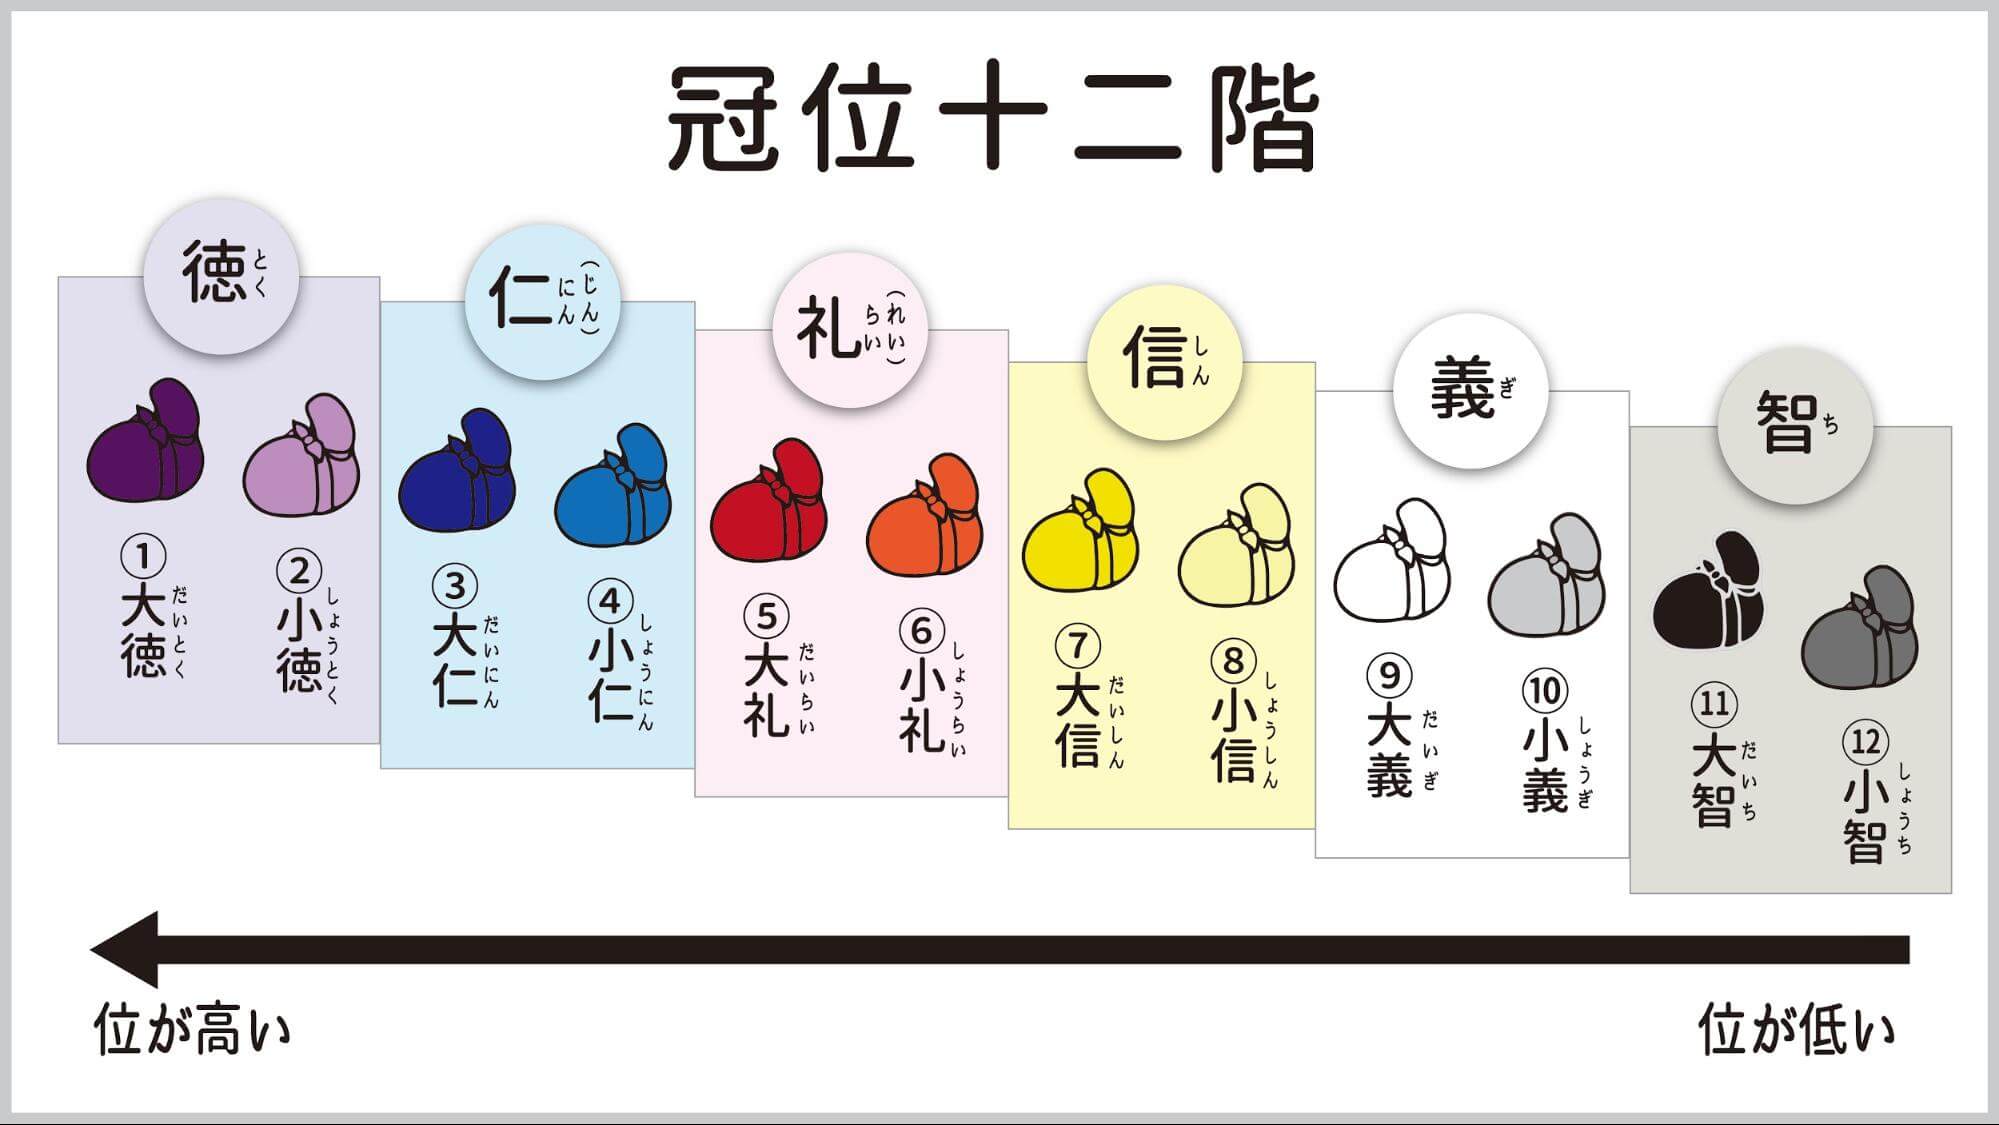 冠位十二階
徳
とく
仁
にん
(じん)
礼
らい
(れい)
信
しん
義
ぎ
智
ち
①大徳
だいとく
②小徳
しょうとく
③大仁
だいにん
④小仁
しょうにん
⑤大礼
だいらい
⑥小礼
しょうらい
⑦大信
だいしん
⑧小信
しょうしん
⑨大義
だいぎ
⑩小義
しょうぎ
⑪大智
だいち
⑫小智
しょうち
位が高い
位が低い